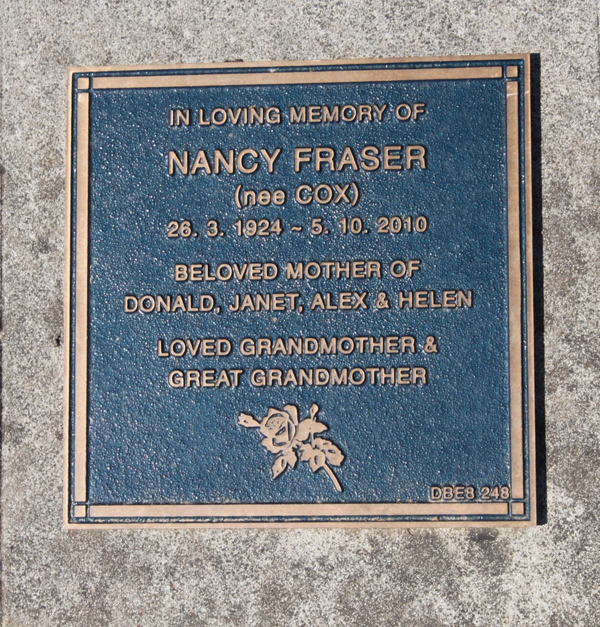 IN LOVING MEMORY OF
NANCY FRASER
(nee COX)
26. 3. 1924 ~ 5. 10. 2010
BELOVED MOTHER OF
DONALD, JANET, ALEX & HELEN
LOVED GRANDMOTHER &
GREAT GRANDMOTHER
DBE8 248